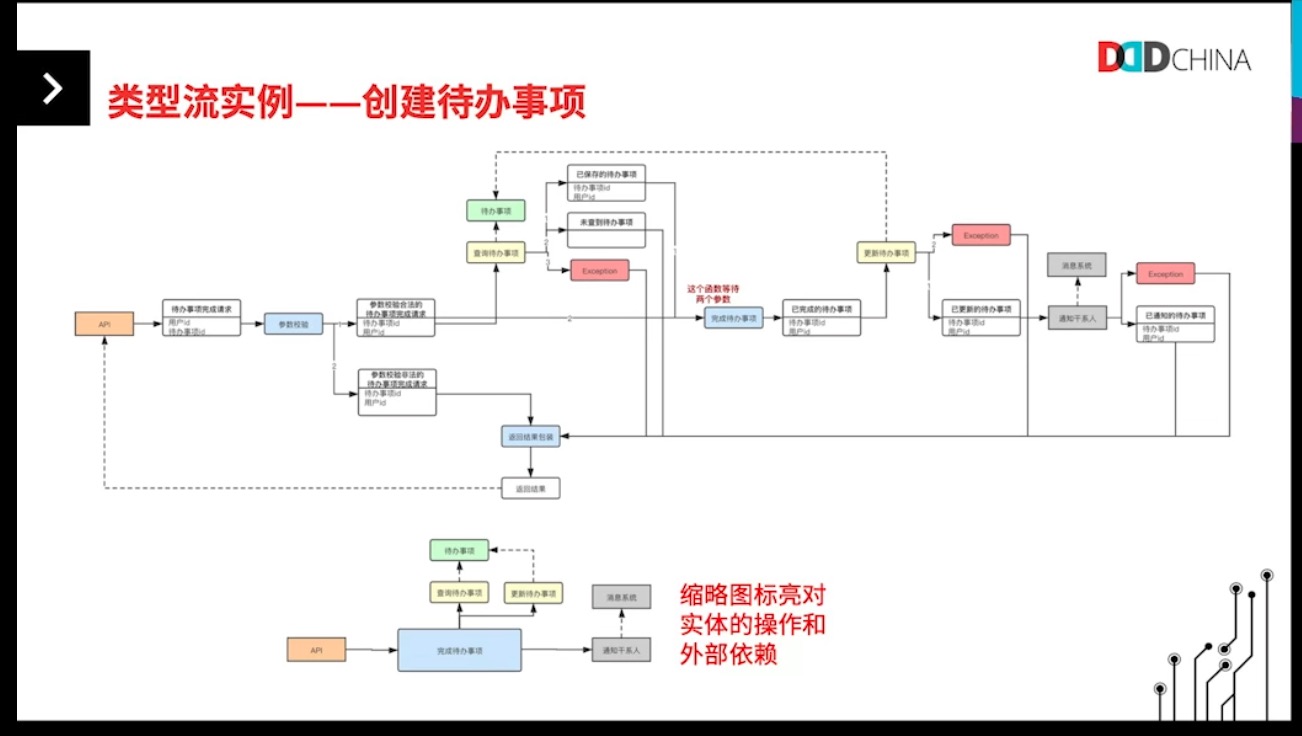 DDDCHINA
类型流实例——创建待办事项
API
待办事项完成请求
用户id
待办事项id
参数校验
1
2
参数校验合法的
待办事项完成请求
待办事项id
用户id
参数校验非法的
待办事项完成请求
待办事项id
用户id
待办事项
查询待办事项
1
2
3
已保存的待办事项
待办事项id
用户id
未查到待办事项
Exception
1
2
这个函数等待
两个参数
完成待办事项
已完成的待办事项
待办事项id
用户id
更新待办事项
2
1
Exception
已更新的待办事项
待办事项id
用户id
消息系统
通知干系人
Exception
已通知的待办事项
待办事项id
用户id
返回结果包装
返回结果
待办事项
查询待办事项
更新待办事项
消息系统
API
完成待办事项
通知干系人
缩略图标亮对
实体的操作和
外部依赖